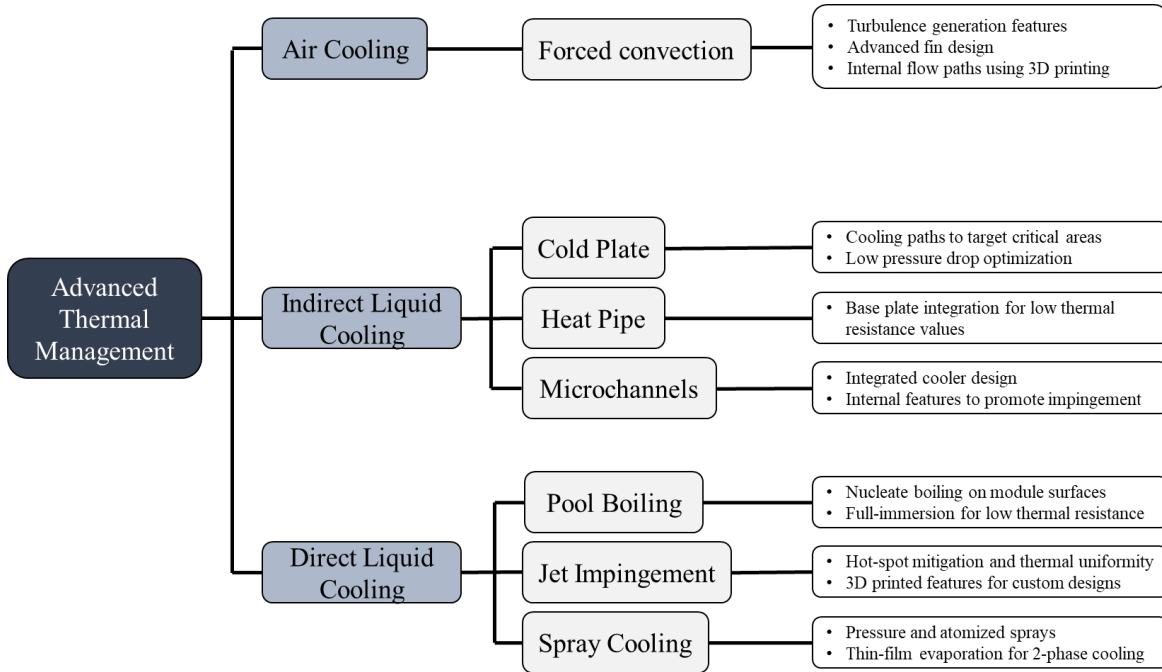 Advanced
Thermal
Management
Air Cooling
Forced convection
• Turbulence generation features
• Advanced fin design
• Internal flow paths using 3D printing
Indirect Liquid
Cooling
Cold Plate
• Cooling paths to target critical areas
• Low pressure drop optimization
Heat Pipe
• Base plate integration for low thermal
resistance values
Microchannels
• Integrated cooler design
• Internal features to promote impingement
Direct Liquid
Cooling
Pool Boiling
• Nucleate boiling on module surfaces
• Full-immersion for low thermal resistance
Jet Impingement
• Hot-spot mitigation and thermal uniformity
• 3D printed features for custom designs
Spray Cooling
• Pressure and atomized sprays
• Thin-film evaporation for 2-phase cooling